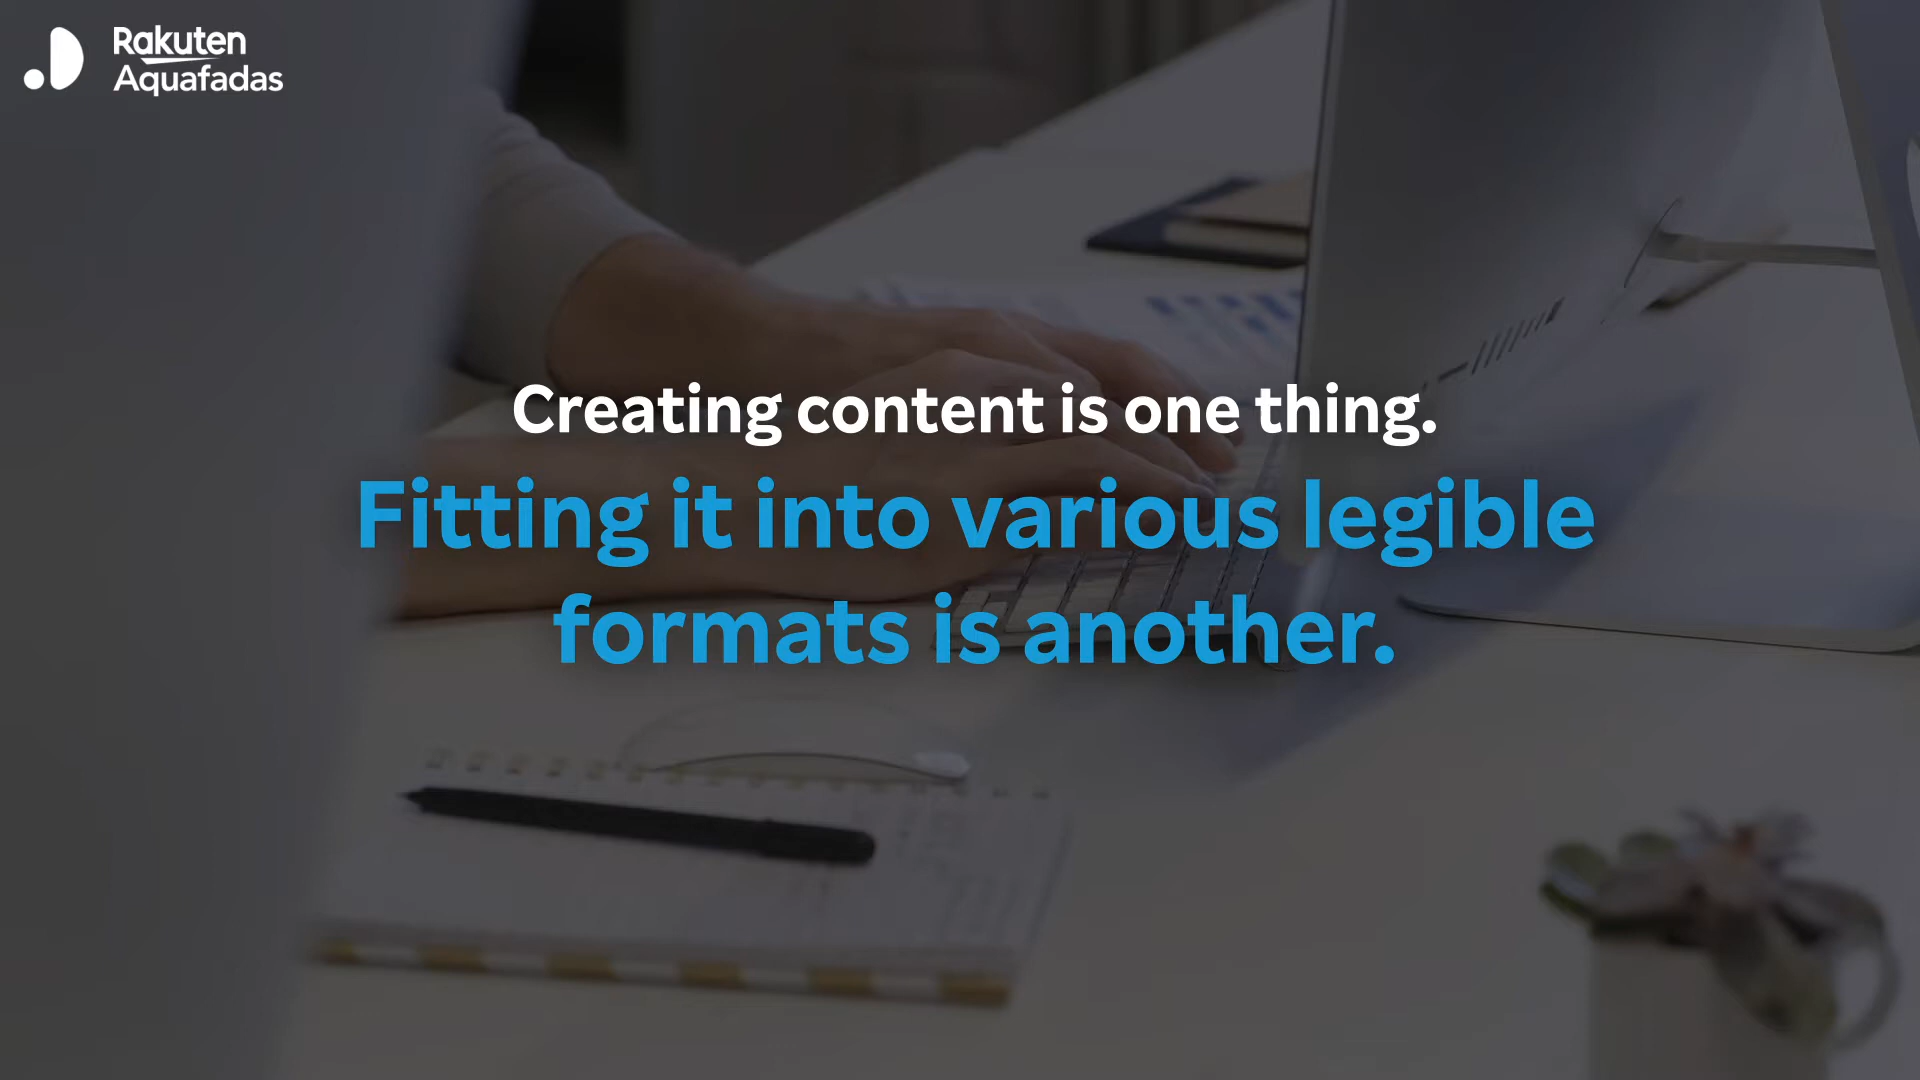 Rakuten
Aquafadas
Creating content is one thing.
Fitting it into various legible
formats is another.